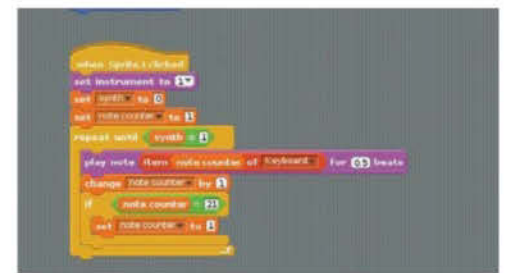 when Sprite1 clicked
set instrument to 1
set synth to 0
set note counter to 1
repeat until synth = 1
play note item note counter of Keyboard for 0.5 beats
change note counter by 1
if note counter = 21
set note counter to 1